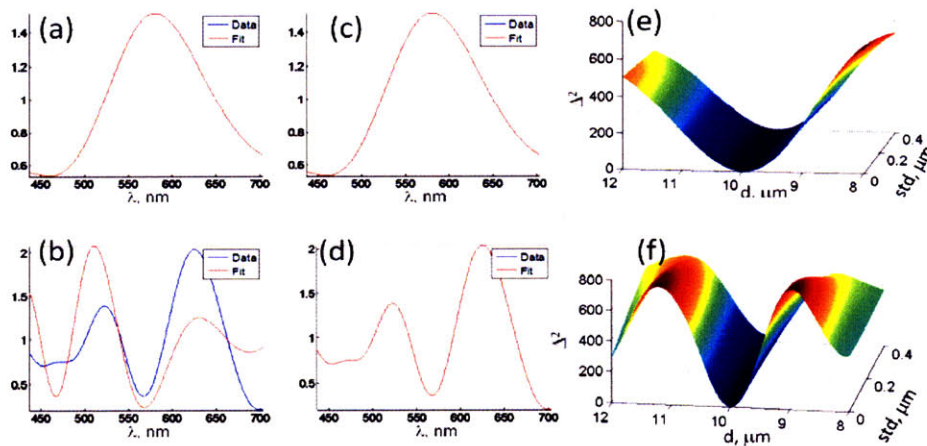 (a)
Data
Fit
1.4
1.2
1
0.8
0.6
450 500 550 600 650 700
λ, nm
(c)
Data
Fit
1.4
1.2
1
0.8
0.6
450 500 550 600 650 700
λ, nm
(e)
800
600
400
200
0
Δ²
12 11 10 9 8
d, μm
0 0.2 0.4
std, μm
(b)
Data
Fit
2
1.5
1
0.5
450 500 550 600 650 700
λ, nm
(d)
Data
Fit
2
1.5
1
0.5
450 500 550 600 650 700
λ, nm
(f)
800
600
400
200
0
Δ²
12 11 10 9 8
d, μm
0 0.2 0.4
std, μm